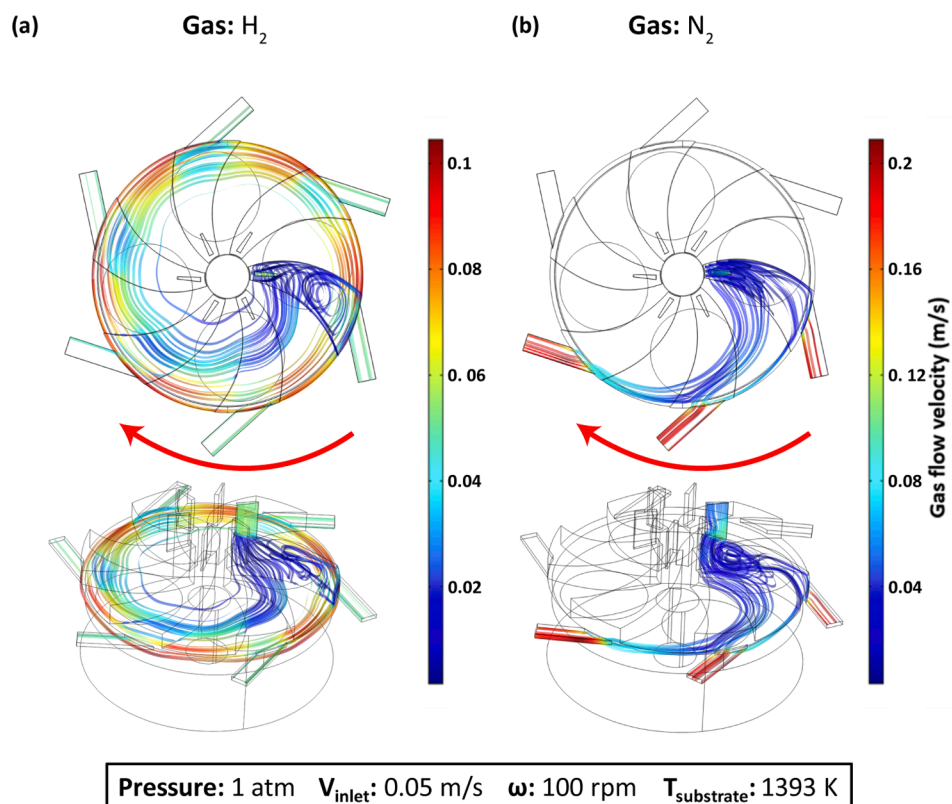 (a) Gas: H2
(b) Gas: N2
0.1
0.08
0. 06
0.04
0.02
0.2
0.16
0.12
0.08
0.04
Gas flow velocity (m/s)
Pressure: 1 atm Vinlet: 0.05 m/s ω: 100 rpm Tsubstrate: 1393 K